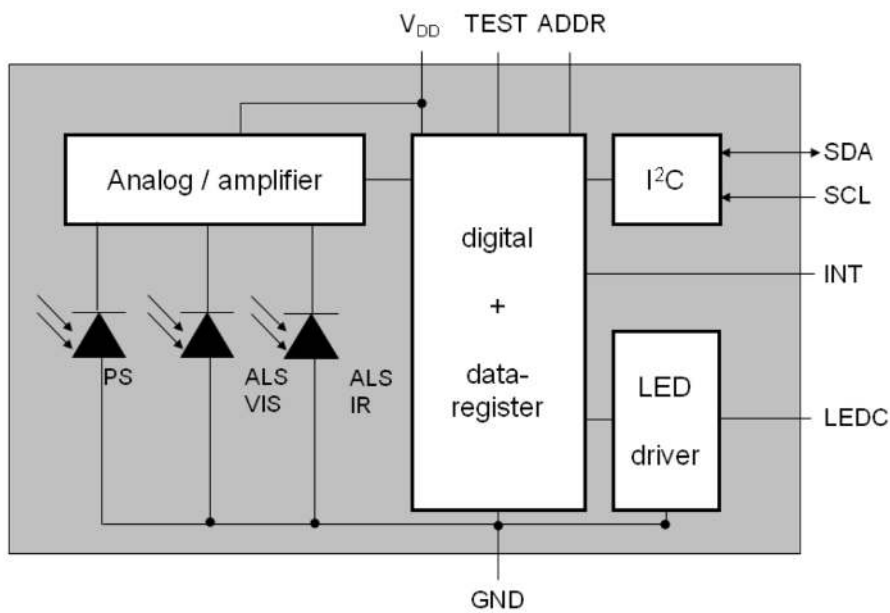 V_DD TEST ADDR
Analog / amplifier
I²C
SDA
SCL
digital
+
data-
register
INT
PS
ALS
VIS
ALS
IR
LED
driver
LEDC
GND